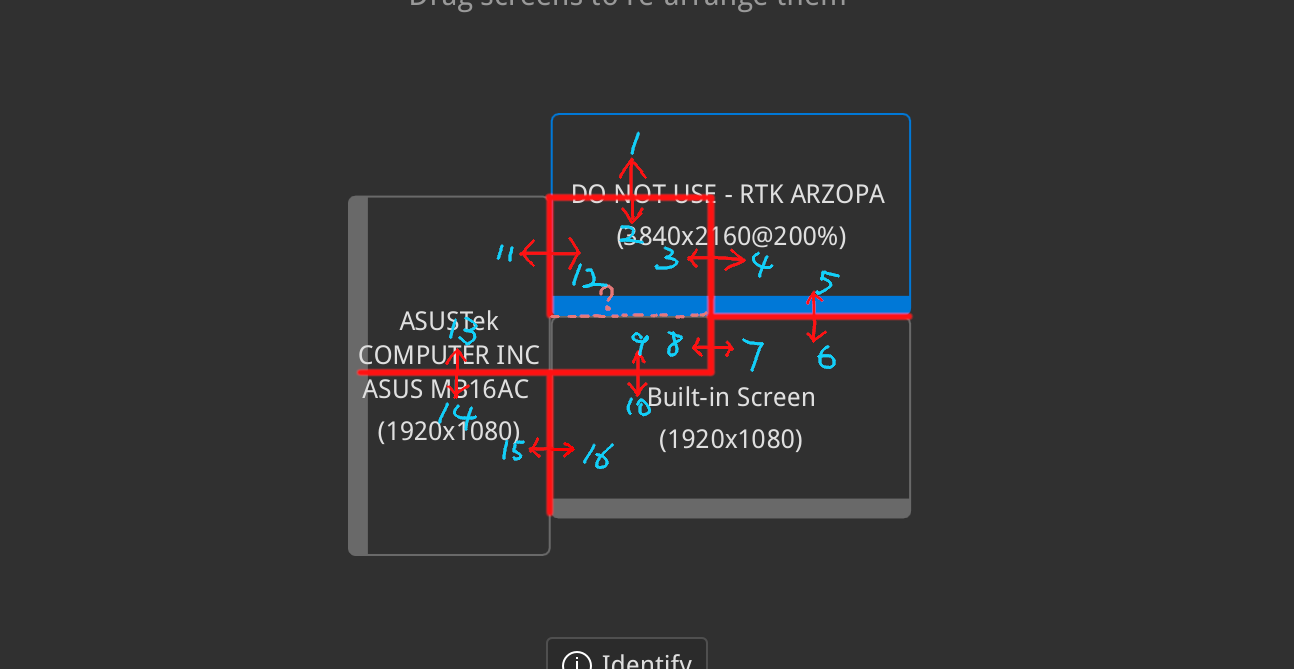 Drag screens to re-arrange them
1
DO NOT USE - RTK ARZOPA
(3840x2160@200%)
2
11
3
4
12
?
5
ASUSTek
COMPUTER INC
ASUS MB16AC
(1920x1080)
13
14
9
8
7
6
10
Built-in Screen
(1920x1080)
15
16
Identify